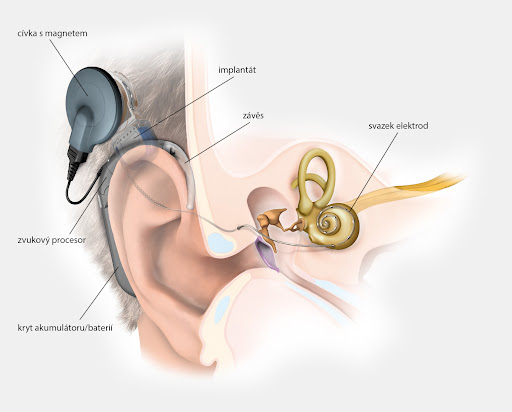 cívka s magnetem
implantát
závěs
svazek elektrod
zvukový procesor
kryt akumulátoru/baterií